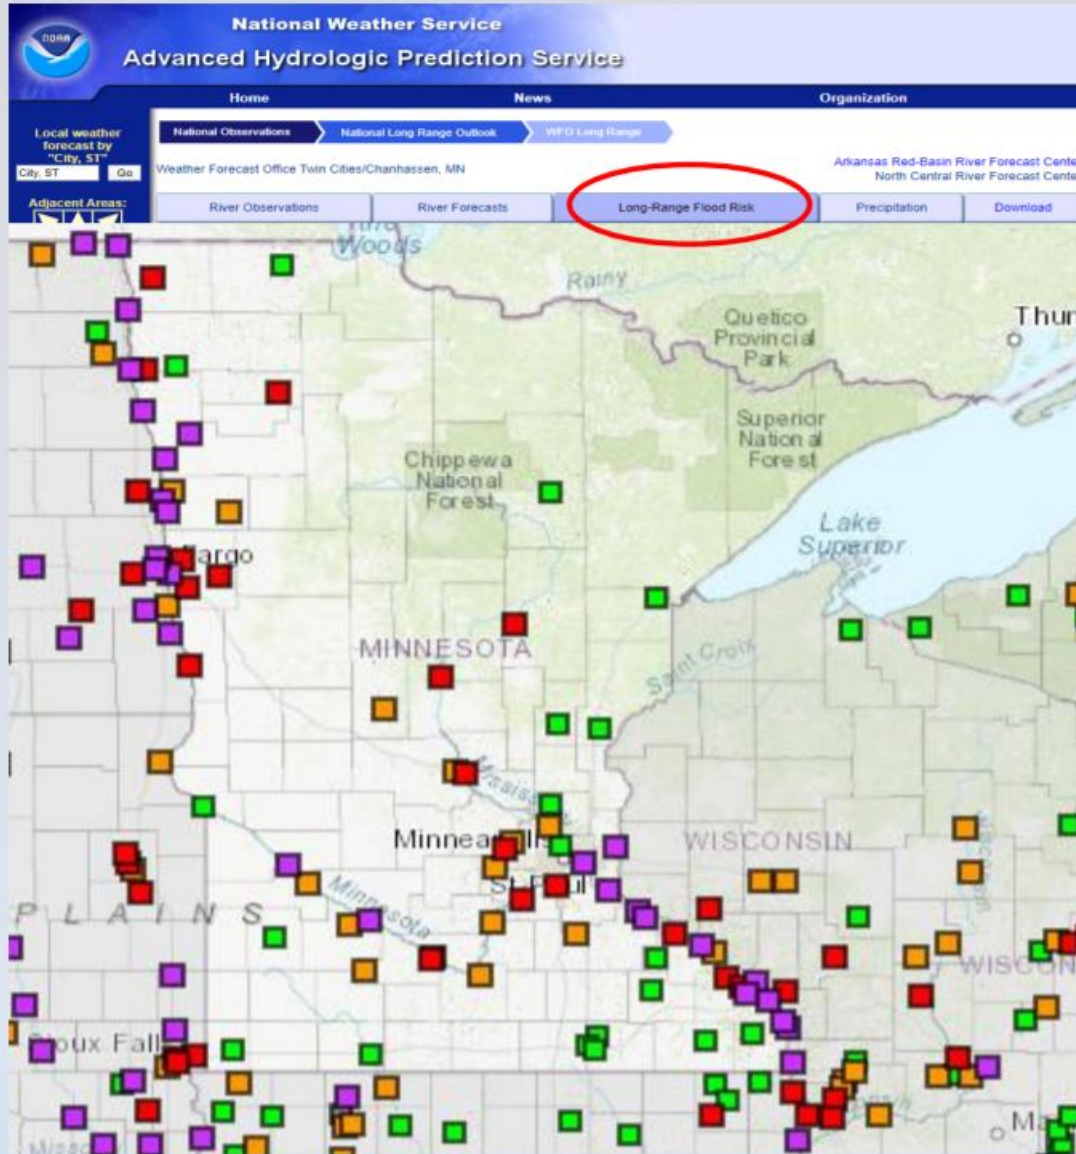 National Weather Service
NOAA
Advanced Hydrologic Prediction Service
Home News Organization
Local weather
forecast by
"City, ST"
City, ST Go
National Observations National Long Range Outlook WFO Long Range
Weather Forecast Office Twin Cities/Chanhassen, MN
Arkansas Red-Basin River Forecast Cente
North Central River Forecast Cente
Adjacent Areas:
River Observations River Forecasts Long-Range Flood Risk Precipitation Download
Woods
Rainy
Quetico
Provincial
Park
Thun
Superior
National
Forest
Chippewa
National
Forest
Lake
Superior
Fargo
MINNESOTA
Saint Croix
Mississi
Minnea
WISCONSIN
St Paul
Minnesota
PLAINS
WISCON
Sioux Fall
Ma